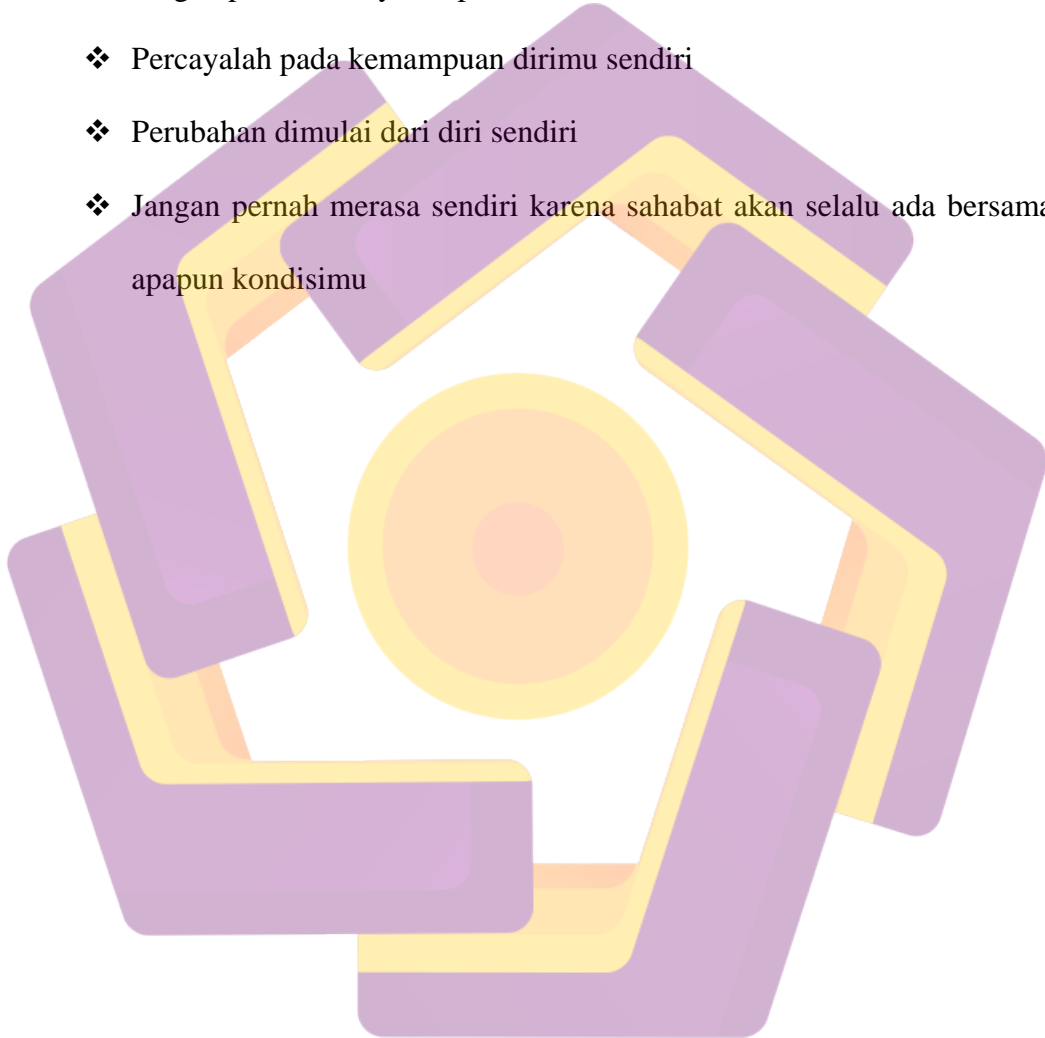 ❖ Percayalah pada kemampuan dirimu sendiri
❖ Perubahan dimulai dari diri sendiri
❖ Jangan pernah merasa sendiri karena sahabat akan selalu ada bersama
apapun kondisimu